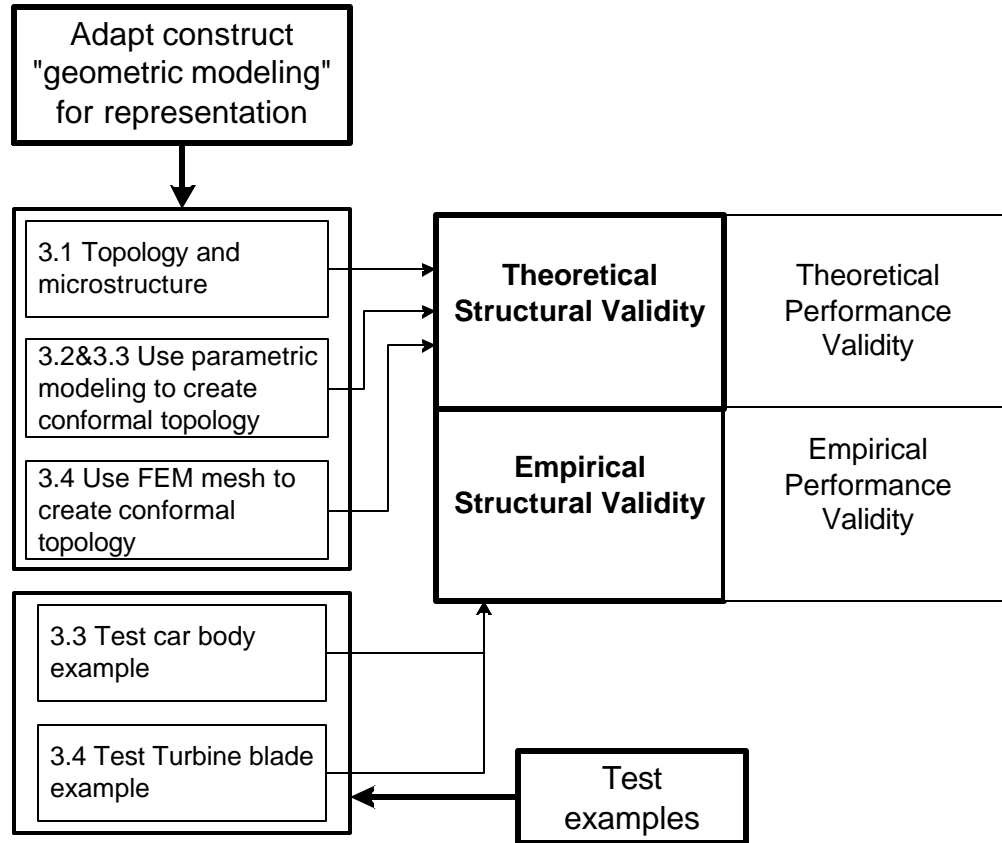 Adapt construct
"geometric modeling"
for representation
3.1 Topology and
microstructure
3.2&3.3 Use parametric
modeling to create
conformal topology
3.4 Use FEM mesh to
create conformal
topology
Theoretical
Structural Validity
Theoretical
Performance
Validity
Empirical
Structural Validity
Empirical
Performance
Validity
3.3 Test car body
example
3.4 Test Turbine blade
example
Test
examples